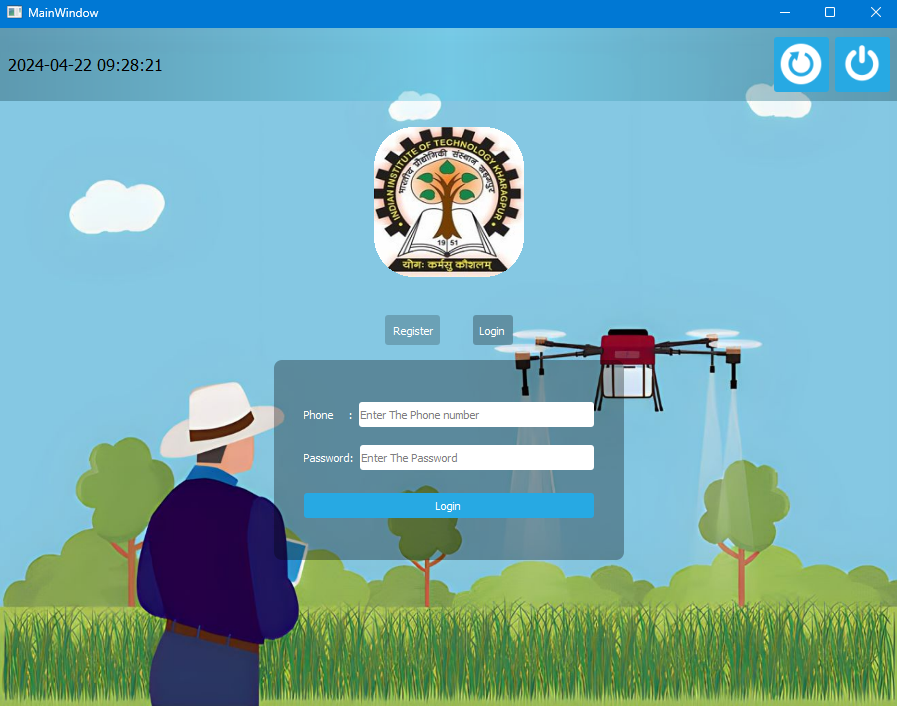 MainWindow
2024-04-22 09:28:21
INDIAN INSTITUTE OF TECHNOLOGY KHARAGPUR
भारतीय प्रौद्योगिकी संस्थान खड़गपुर
19 51
योगः कर्मसु कौशलम्
Register
Login
Phone : Enter The Phone number
Password: Enter The Password
Login